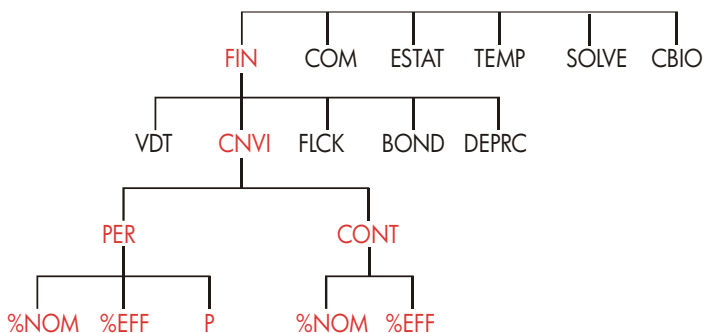 FIN COM ESTAT TEMP SOLVE CBIO
VDT CNVI FLCK BOND DEPRC
PER CONT
%NOM %EFF P %NOM %EFF